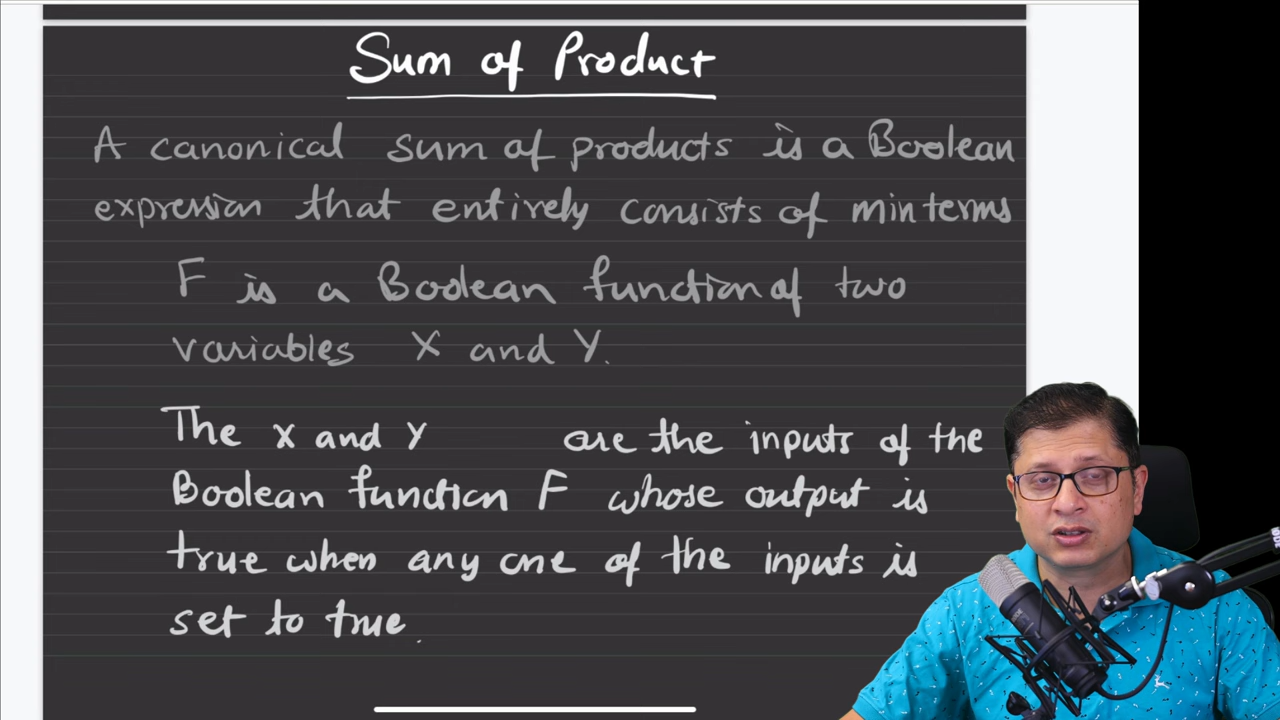 Sum of Product
A canonical sum of products is a Boolean
expression that entirely consists of minterms
F is a Boolean function of two
variables X and Y.
The X and Y are the inputs of the
Boolean function F whose output is
true when any one of the inputs is
set to true.